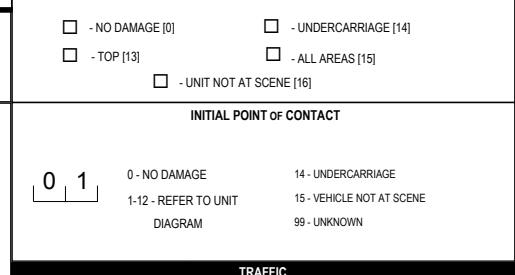 ☐ - NO DAMAGE [0] ☐ - UNDERCARRIAGE [14]
☐ - TOP [13] ☐ - ALL AREAS [15]
☐ - UNIT NOT AT SCENE [16]
INITIAL POINT OF CONTACT
0 1
0 - NO DAMAGE 14 - UNDERCARRIAGE
1-12 - REFER TO UNIT 15 - VEHICLE NOT AT SCENE
DIAGRAM 99 - UNKNOWN
TRAFFIC